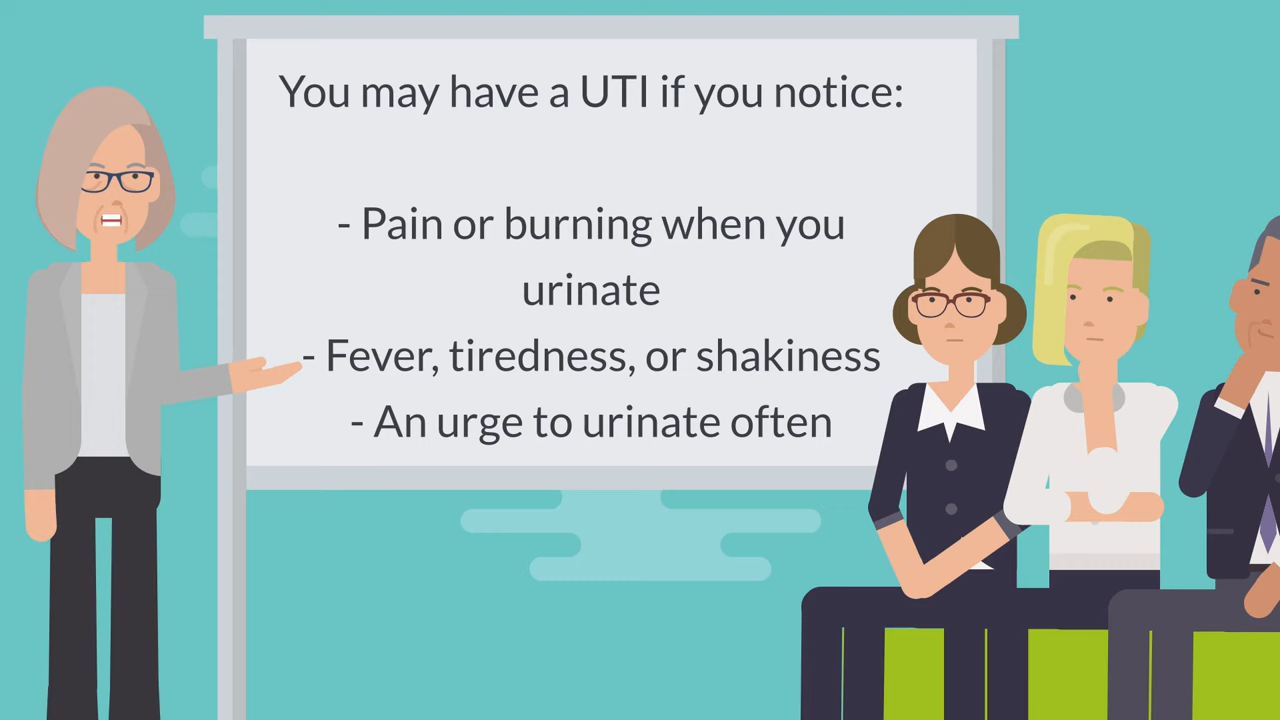 You may have a UTI if you notice:
- Pain or burning when you
urinate
- Fever, tiredness, or shakiness
- An urge to urinate often